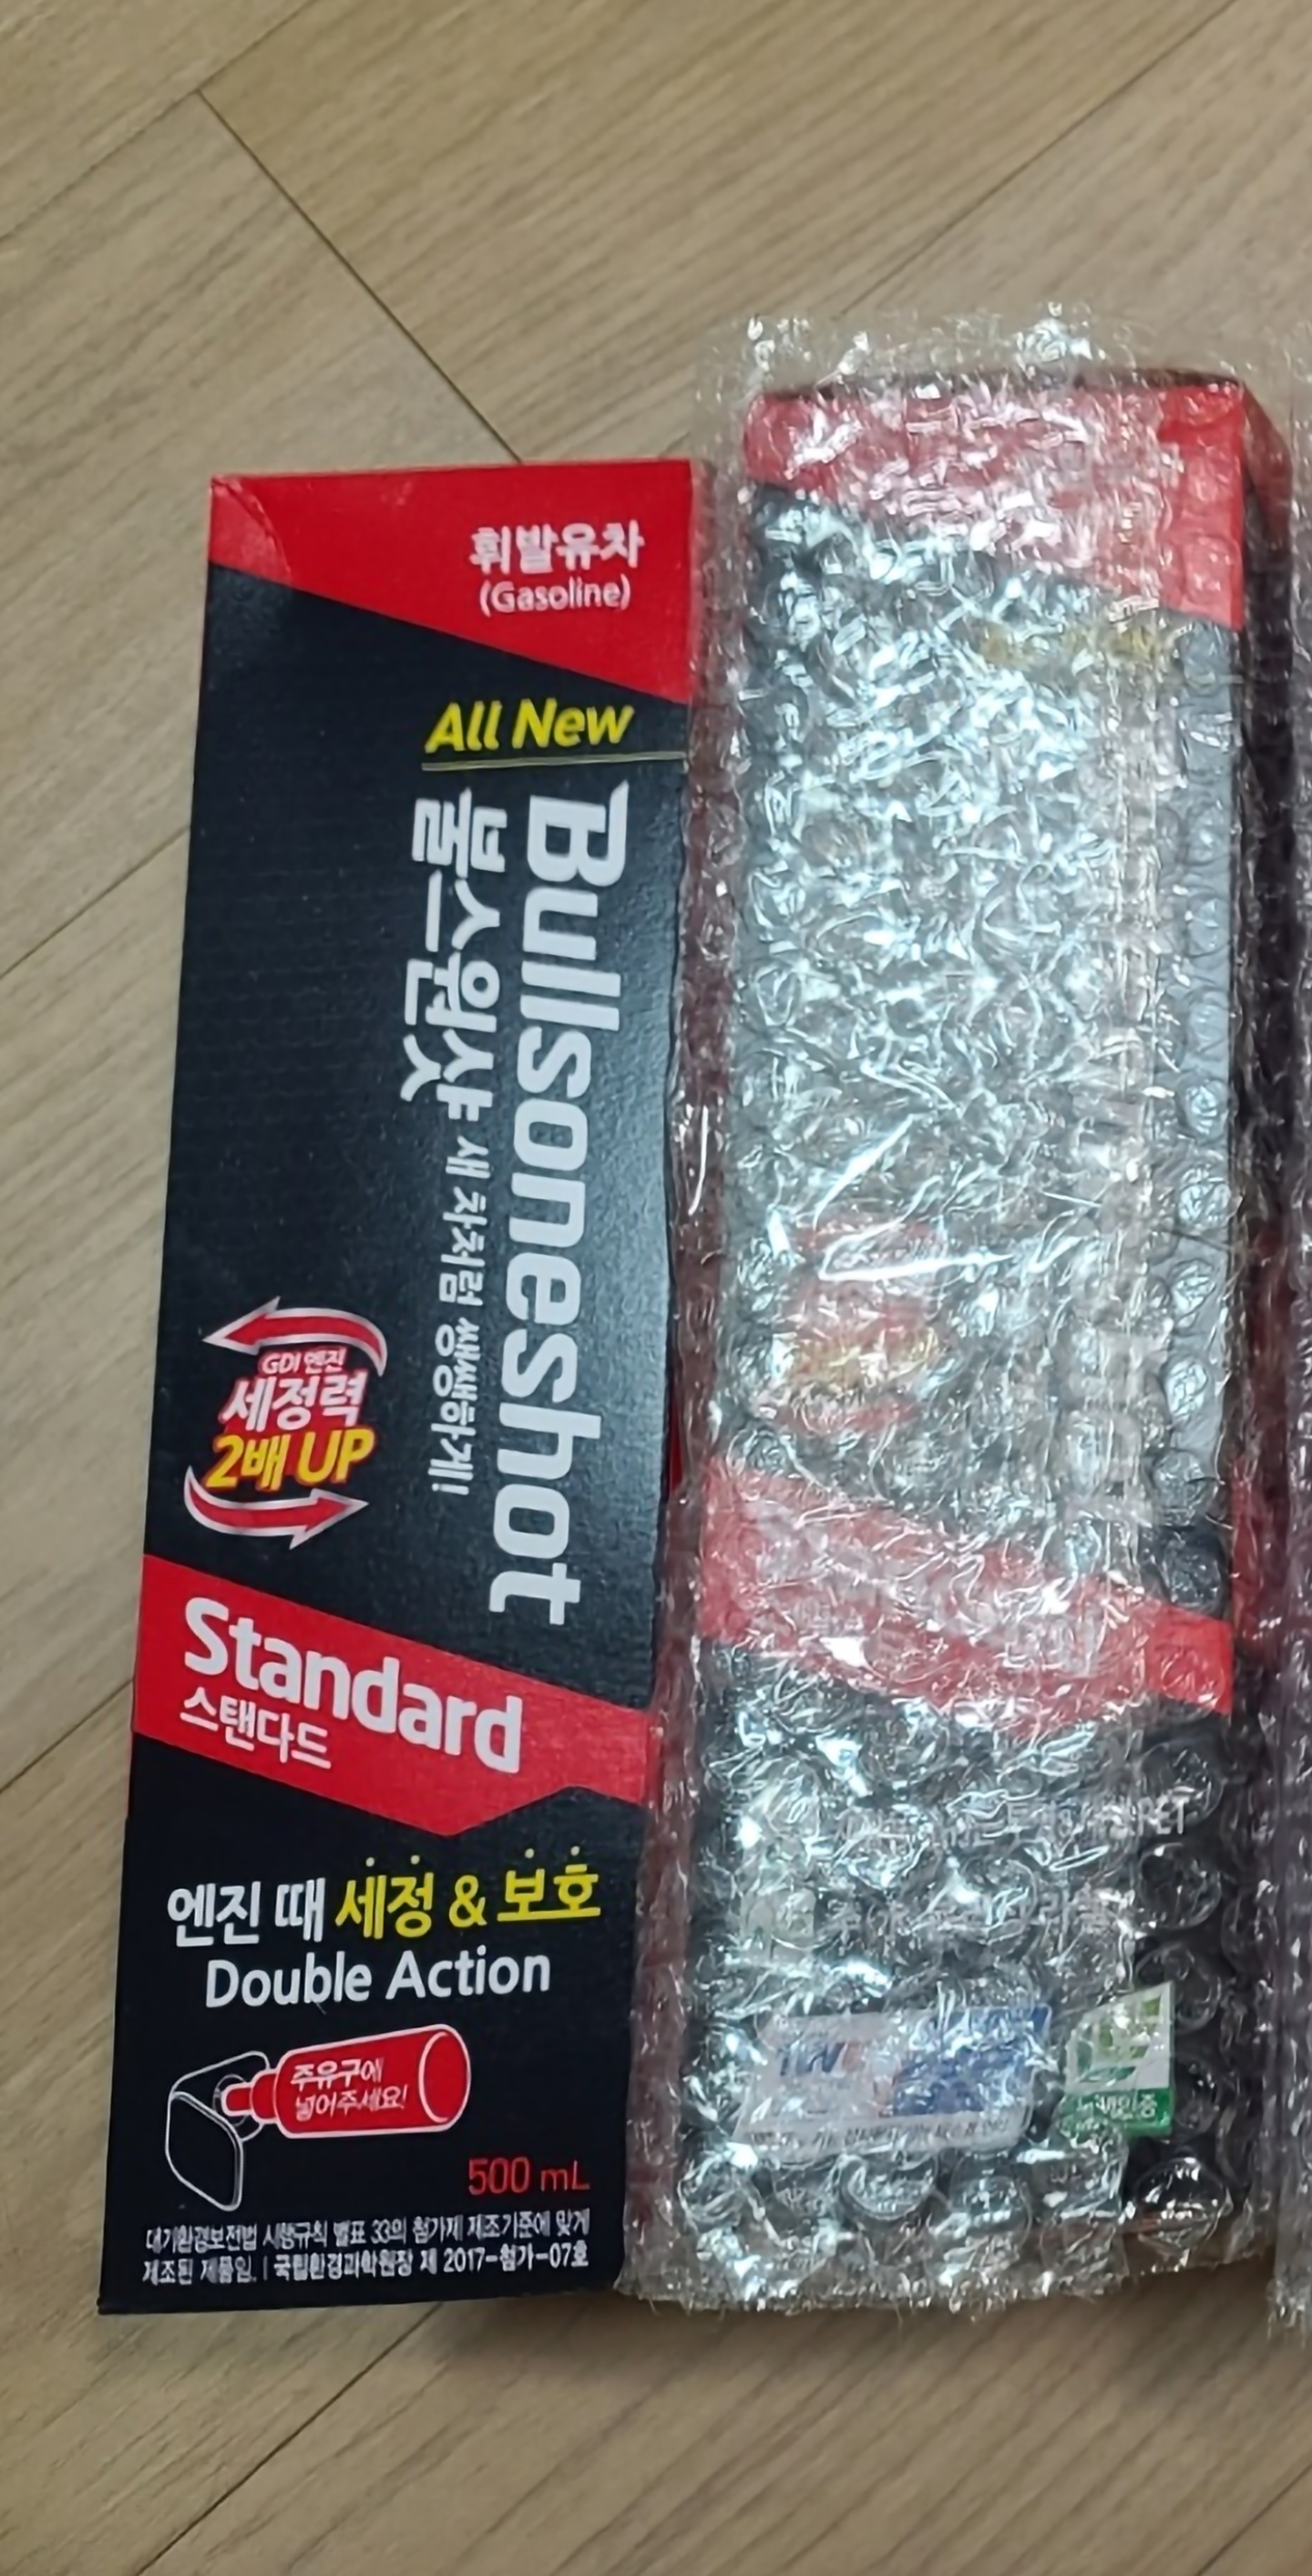 휘발유차
(Gasoline)
All New
Bullsoneshot
불스원샷
새 차처럼 쌩쌩하게!
GDI 엔진
세정력
2배 UP
Standard
스탠다드
엔진 때 세정 & 보호
Double Action
주유구에
넣어주세요!
500 mL
대기환경보전법 시행규칙 별표 33의 첨가제 제조기준에 맞게
제조된 제품임. | 국립환경과학원장 제 2017-첨가-07호